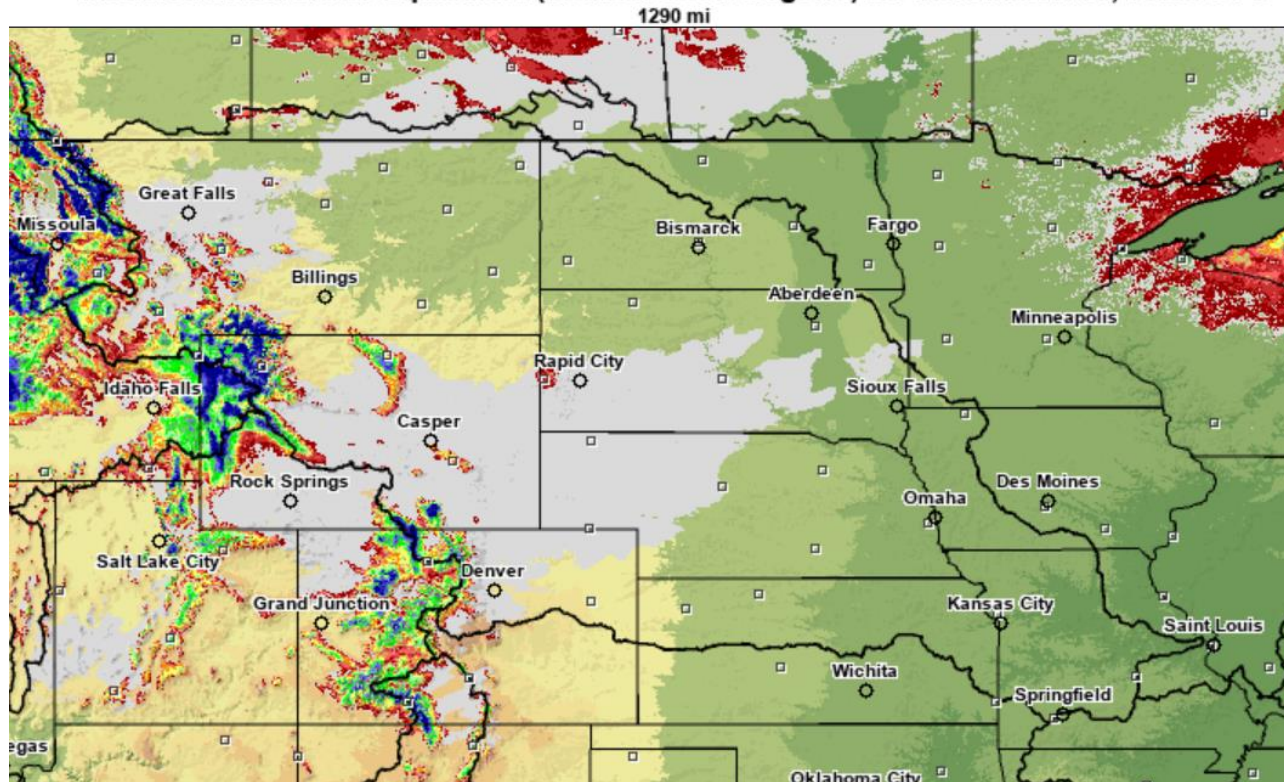 1290 mi
Great Falls
Missoula
Bismarck
Fargo
Billings
Aberdeen
Minneapolis
Rapid City
Idaho Falls
Sioux Falls
Casper
Rock Springs
Omaha
Des Moines
Salt Lake City
Denver
Grand Junction
Kansas City
Saint Louis
Wichita
Springfield
egas
Oklahoma City